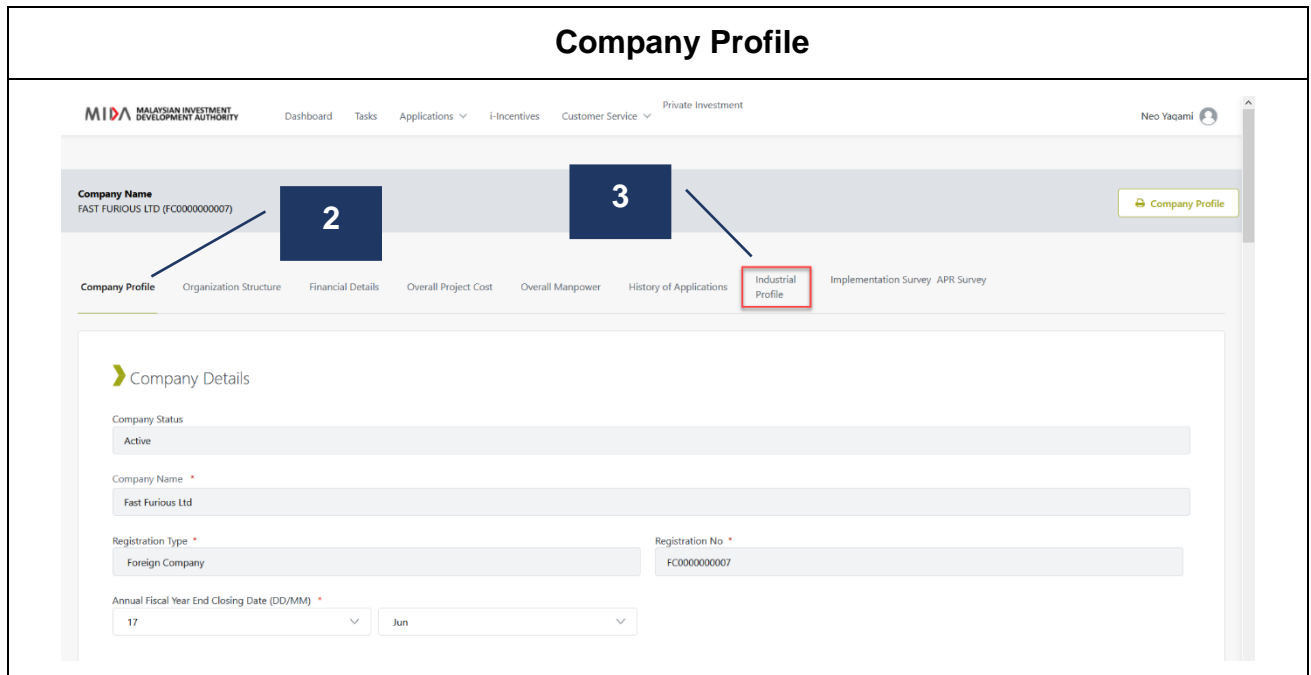 Company Profile
MIDA MALAYSIAN INVESTMENT DEVELOPMENT AUTHORITY
Dashboard Tasks Applications i-Incentives Customer Service Private Investment Neo Yaqami
Company Name
FAST FURIOUS LTD (FC0000000007)
2
3
Company Profile
Company Profile Organization Structure Financial Details Overall Project Cost Overall Manpower History of Applications Industrial Profile Implementation Survey APR Survey
Company Details
Company Status
Active
Company Name *
Fast Furious Ltd
Registration Type * Registration No *
Foreign Company FC0000000007
Annual Fiscal Year End Closing Date (DD/MM) *
17 Jun